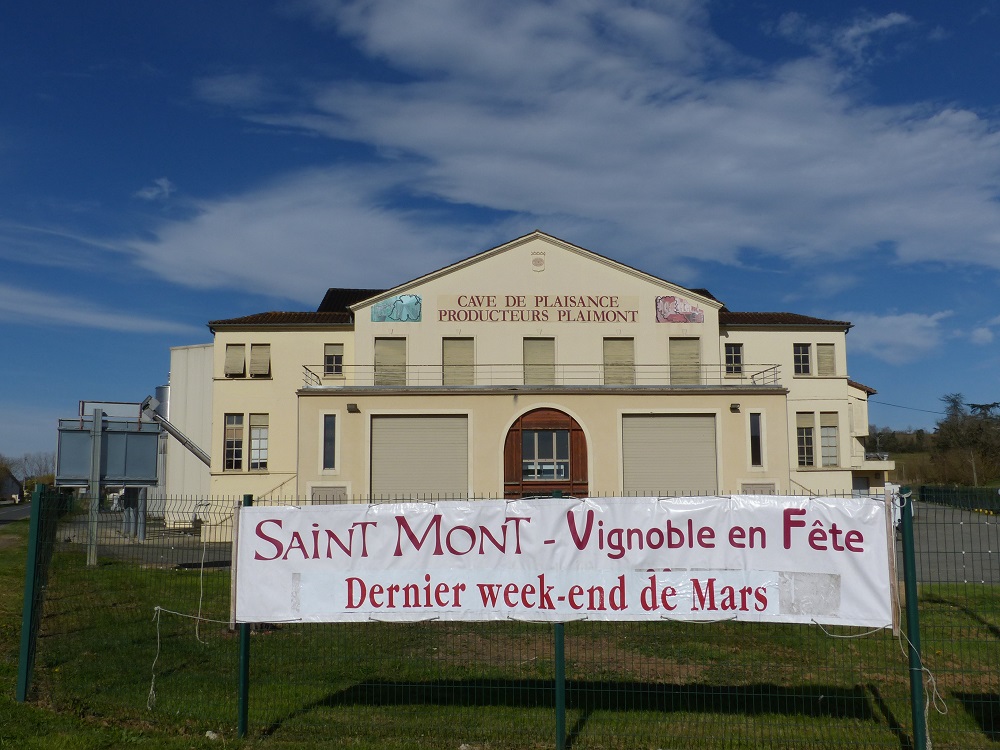 CAVE DE PLAISANCE
PRODUCTEURS PLAIMONT
SAINT MONT - Vignoble en Fête
Dernier week-end de Mars